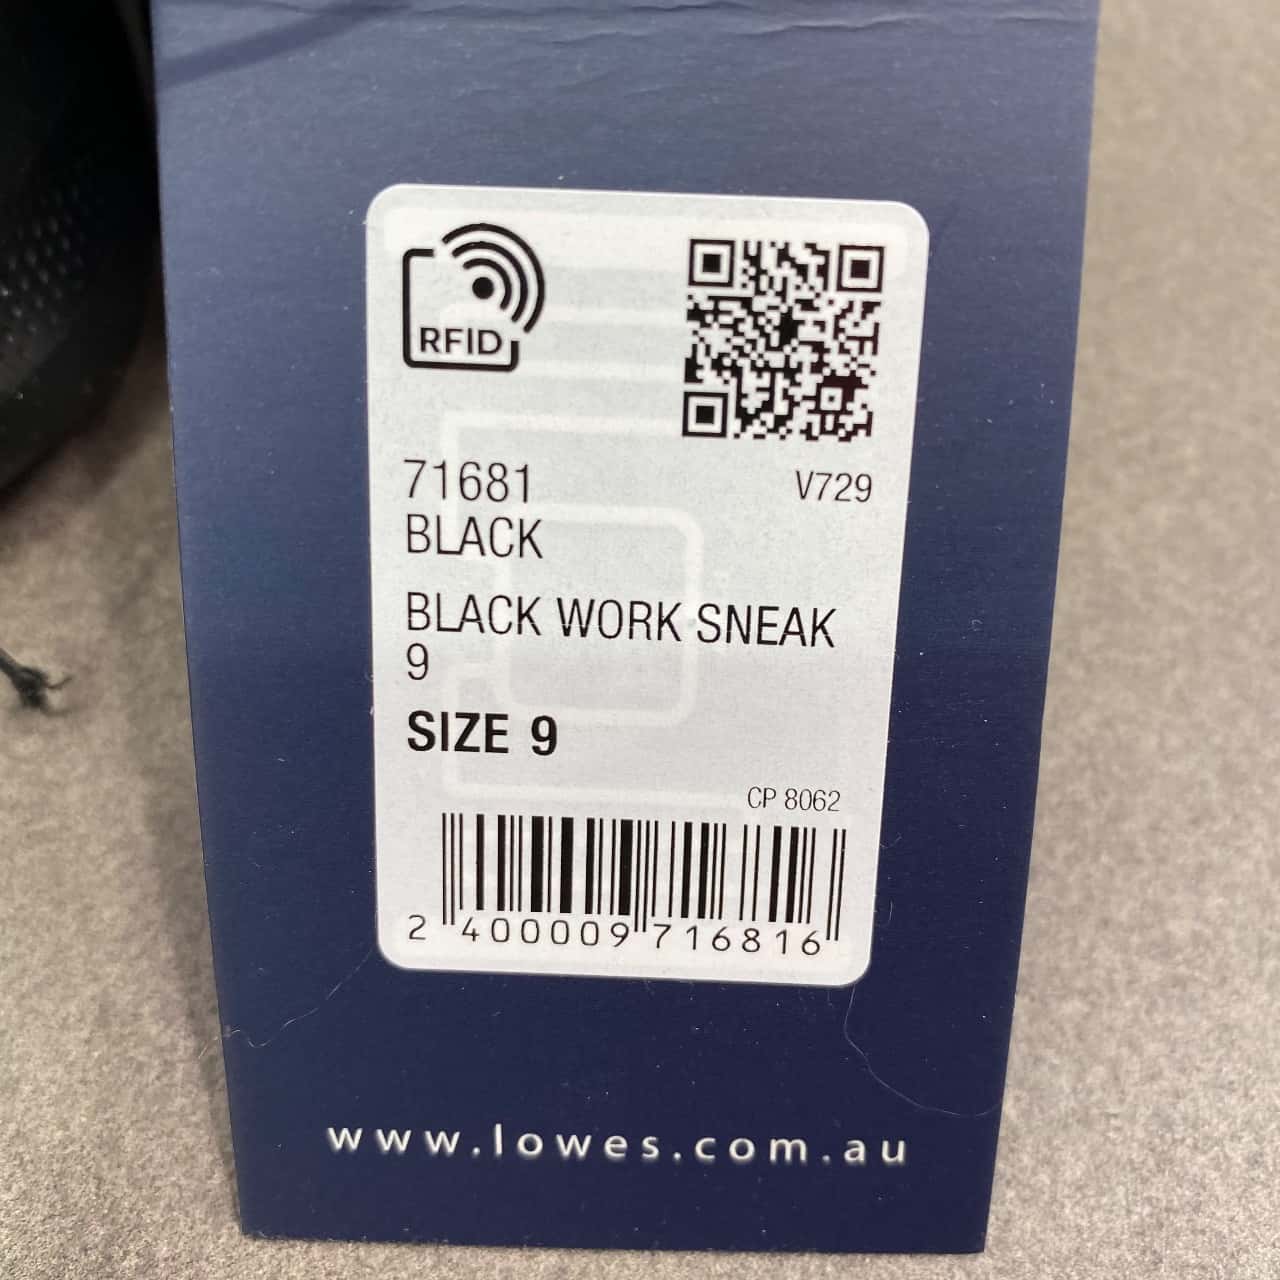 RFID
71681
V729
BLACK
BLACK WORK SNEAK
9
SIZE 9
CP 8062
2 400009 716816
www.lowes.com.au